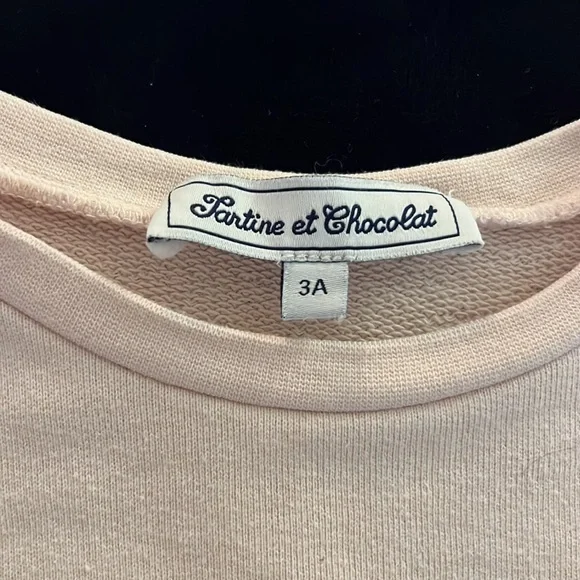 Tartine et Chocolat
3A